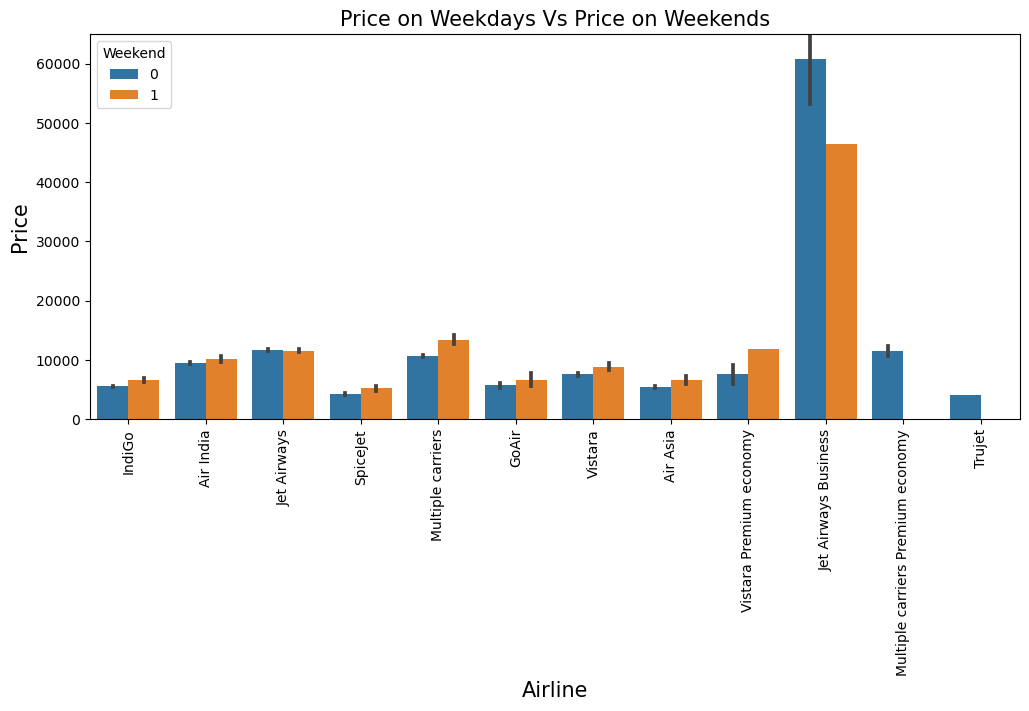 Price on Weekdays Vs Price on Weekends
Weekend
0
1
60000
50000
40000
30000
20000
10000
0
Price
IndiGo
Air India
Jet Airways
SpiceJet
Multiple carriers
GoAir
Vistara
Air Asia
Vistara Premium economy
Jet Airways Business
Multiple carriers Premium economy
Trujet
Airline